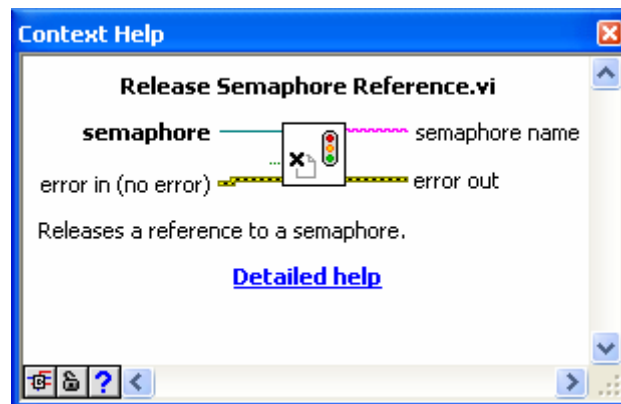 Context Help
Release Semaphore Reference.vi
semaphore
semaphore name
...
error in (no error)
error out
Releases a reference to a semaphore.
Detailed help
?